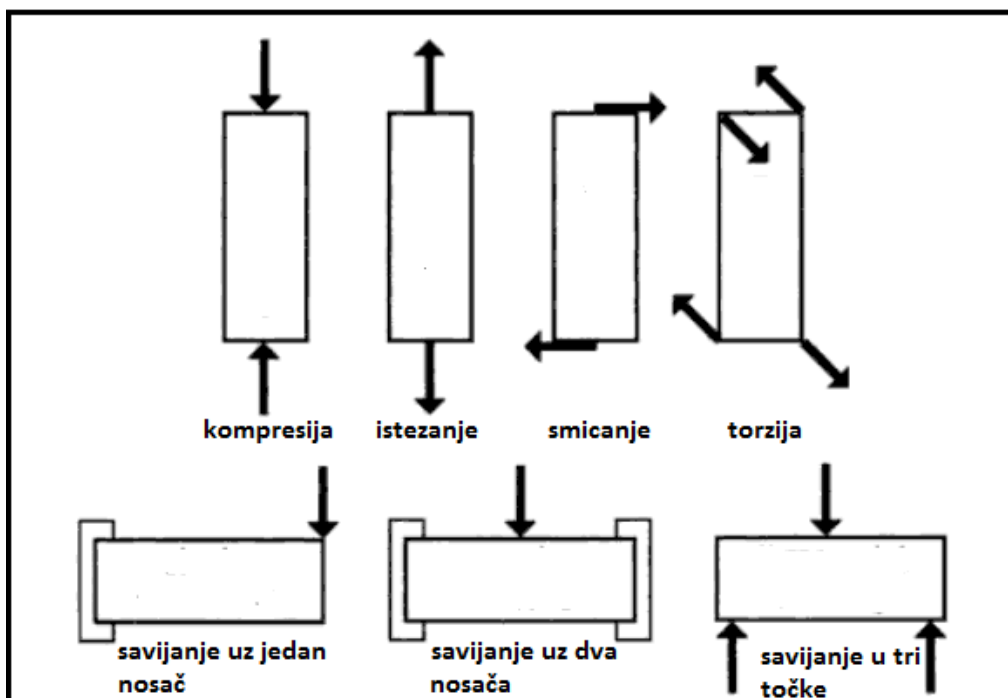 kompresija
istezanje
smicanje
torzija
savijanje uz jedan
nosač
savijanje uz dva
nosača
savijanje u tri
točke